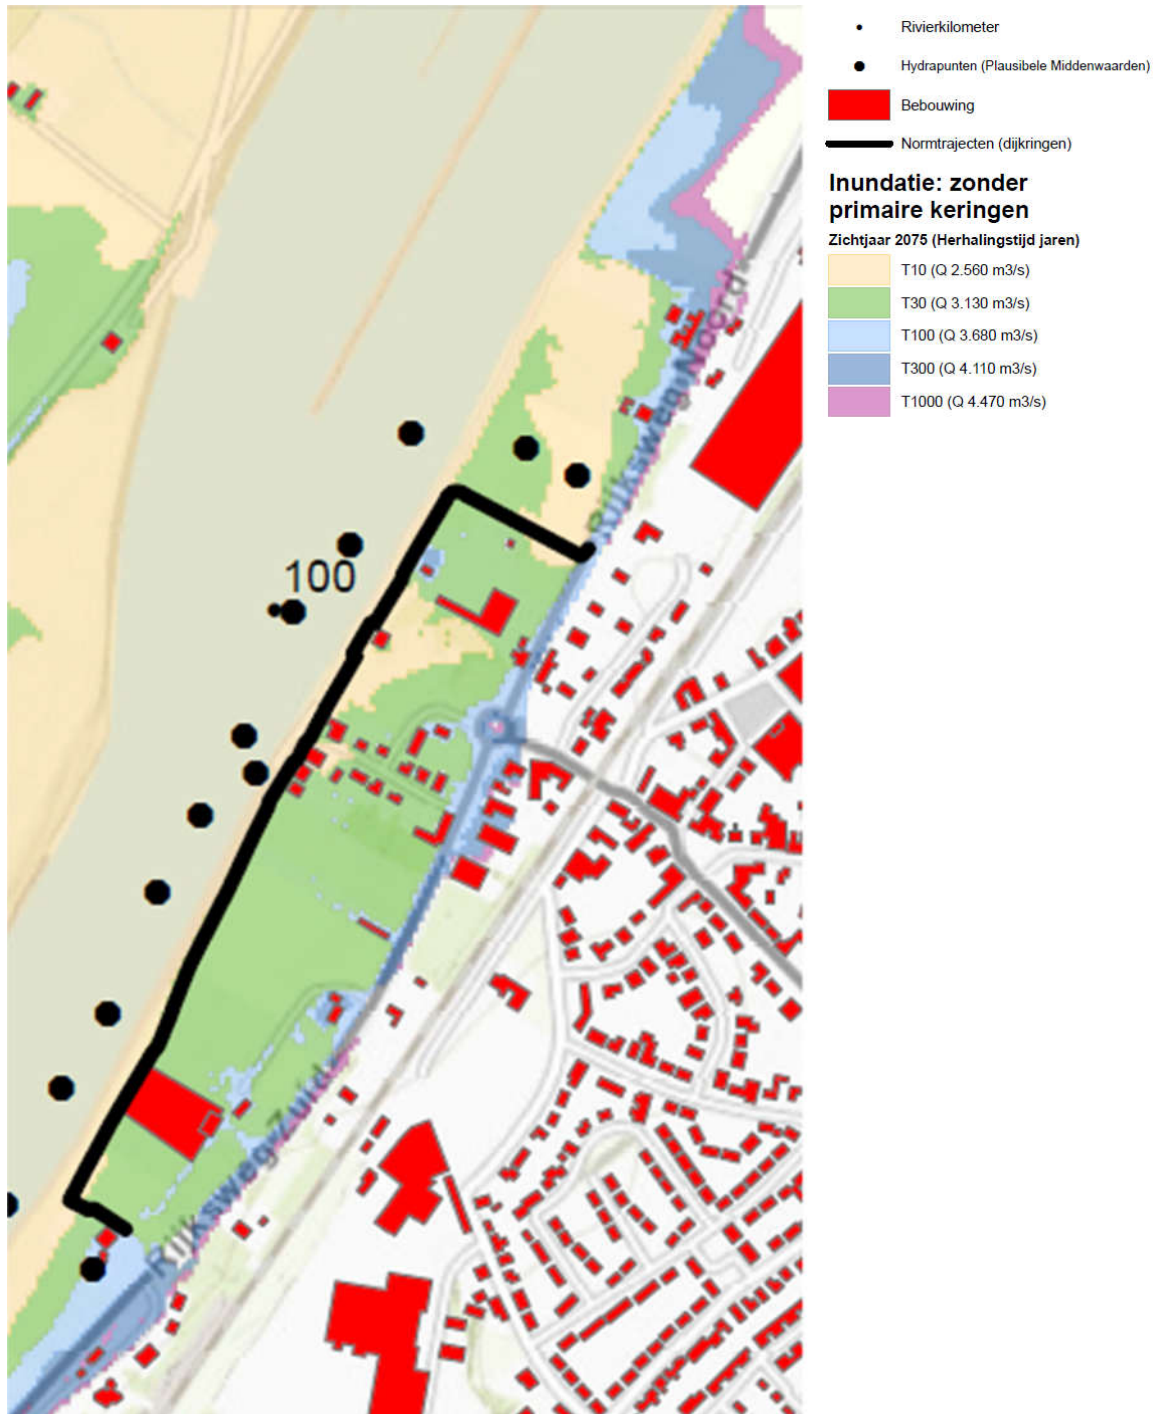 Rivierkilometer
Hydrapunten (Plausibele Middenwaarden)
Bebouwing
Normtrajecten (dijkringen)
Inundatie: zonder
primaire keringen
Zichtjaar 2075 (Herhalingstijd jaren)
T10 (Q 2.560 m3/s)
T30 (Q 3.130 m3/s)
T100 (Q 3.680 m3/s)
T300 (Q 4.110 m3/s)
T1000 (Q 4.470 m3/s)
Rijksweg-Noord
100
Rijksweg-Zuid